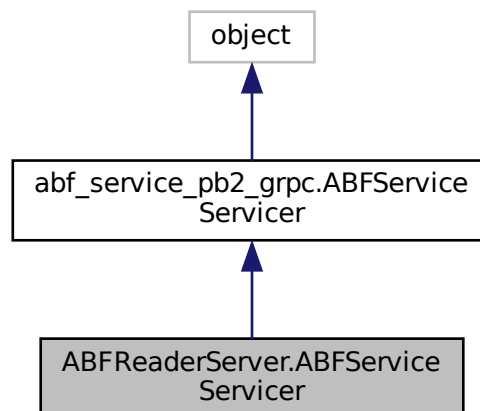 object
abf_service_pb2_grpc.ABFService
Servicer
ABFReaderServer.ABFService
Servicer